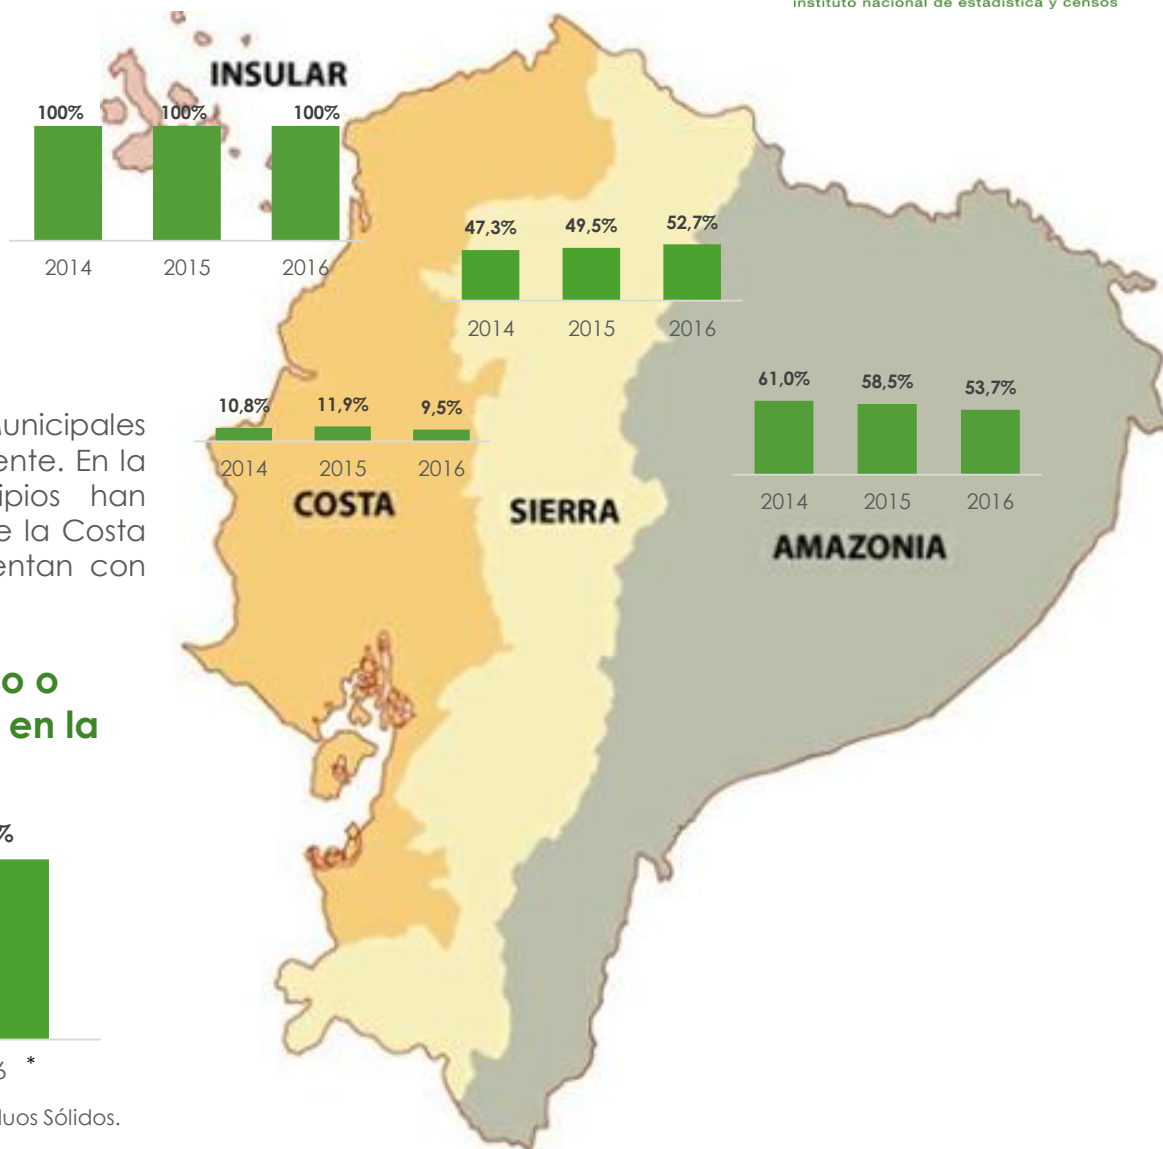 instituto nacional de estadística y censos
INSULAR
100% 100% 100%
2014 2015 2016
47,3% 49,5% 52,7%
2014 2015 2016
61,0% 58,5% 53,7%
2014 2015 2016
10,8% 11,9% 9,5%
2014 2015 2016
COSTA
SIERRA
AMAZONIA
unicipales
ente. En la
ipios han
e la Costa
entan con
o o
en la
%
6 *
uos Sólidos.